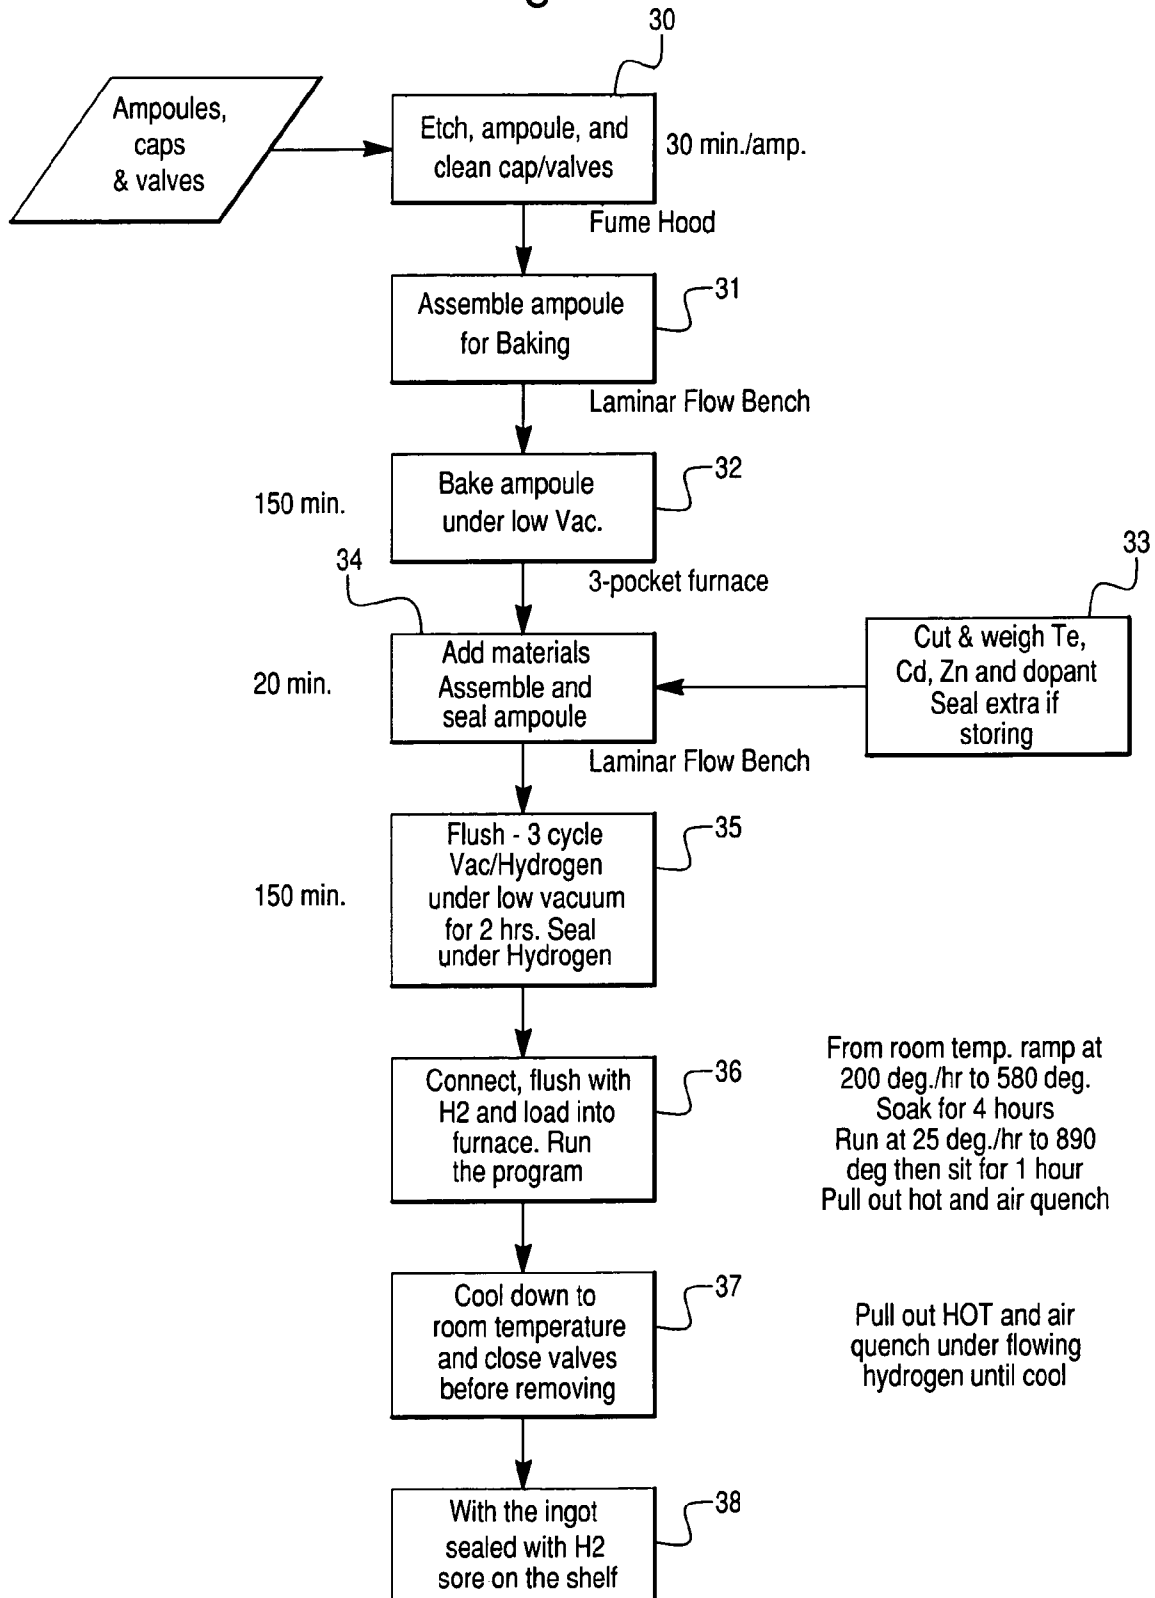 30
Ampoules,
caps
& valves
Etch, ampoule, and
clean cap/valves
30 min./amp.
Fume Hood
31
Assemble ampoule
for Baking
Laminar Flow Bench
32
Bake ampoule
under low Vac.
150 min.
3-pocket furnace
34
33
Add materials
Assemble and
seal ampoule
20 min.
Cut & weigh Te,
Cd, Zn and dopant
Seal extra if
storing
Laminar Flow Bench
35
Flush - 3 cycle
Vac/Hydrogen
under low vacuum
for 2 hrs. Seal
under Hydrogen
150 min.
36
Connect, flush with
H2 and load into
furnace. Run
the program
From room temp. ramp at
200 deg./hr to 580 deg.
Soak for 4 hours
Run at 25 deg./hr to 890
deg then sit for 1 hour
Pull out hot and air quench
37
Cool down to
room temperature
and close valves
before removing
Pull out HOT and air
quench under flowing
hydrogen until cool
38
With the ingot
sealed with H2
sore on the shelf